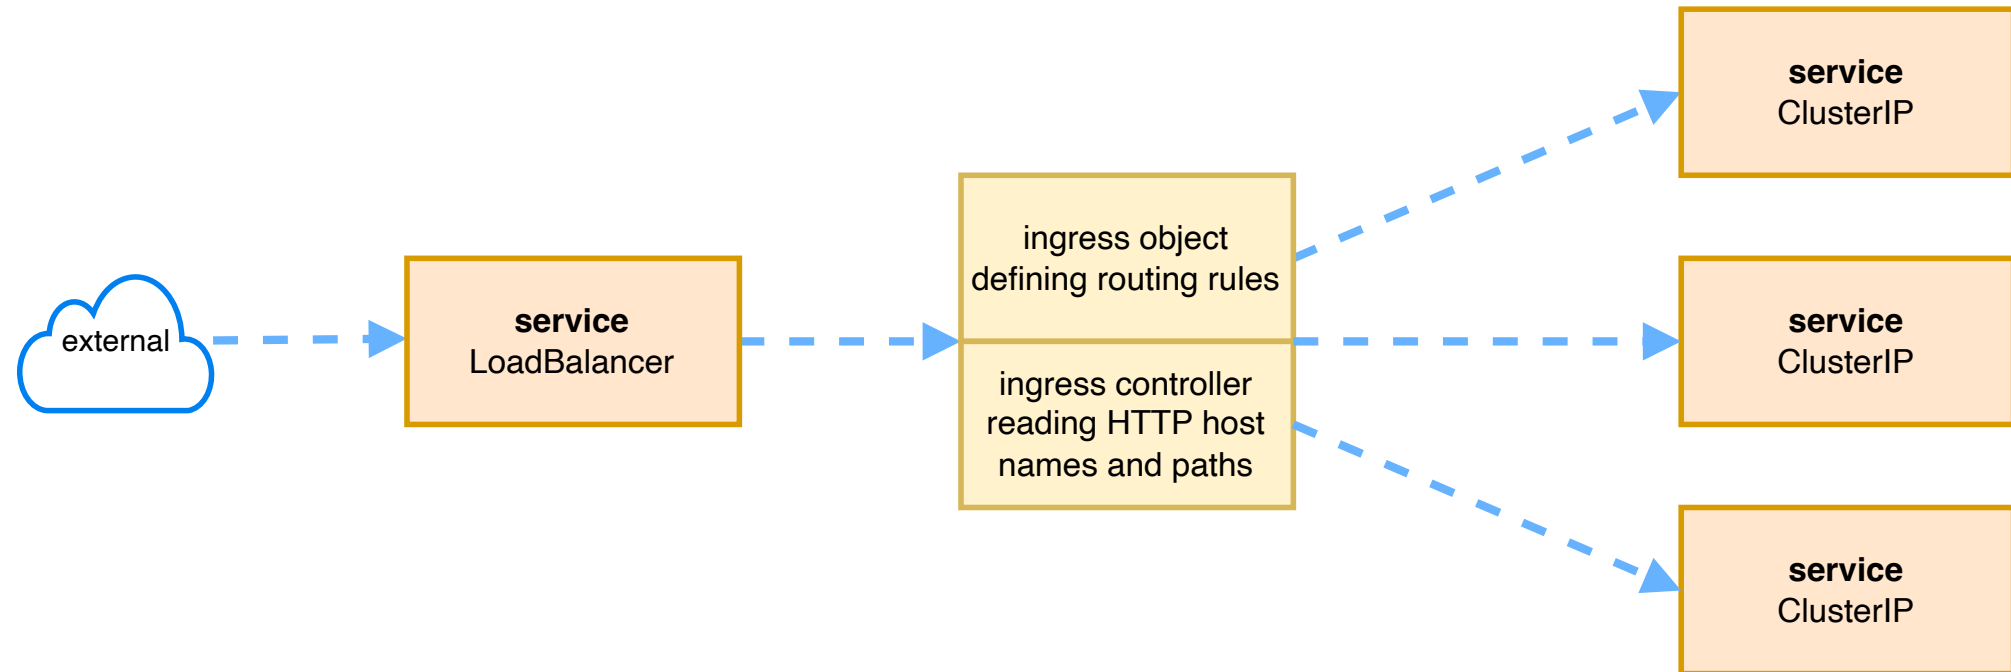 external
service
LoadBalancer
ingress object
defining routing rules
ingress controller
reading HTTP host
names and paths
service
ClusterIP
service
ClusterIP
service
ClusterIP